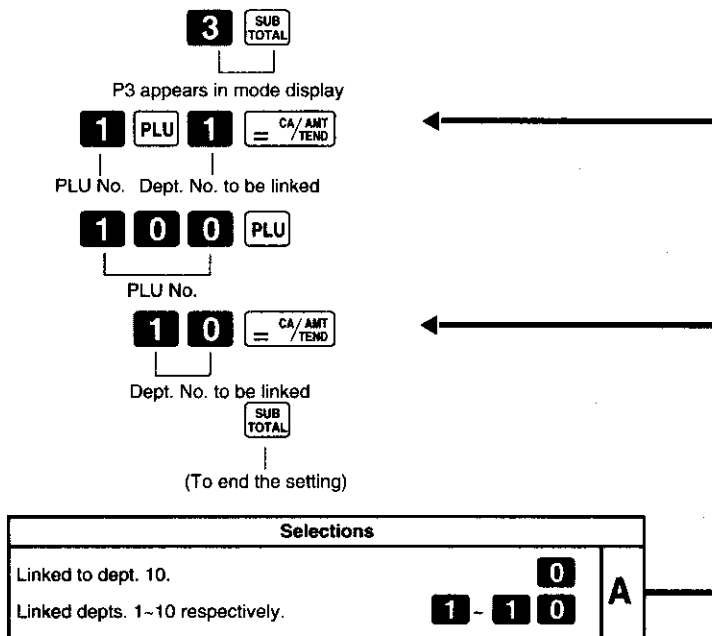 3 SUB TOTAL
P3 appears in mode display
1 PLU 1 = CA/AMT TEND
PLU No. Dept. No. to be linked
1 0 0 PLU
PLU No.
1 0 = CA/AMT TEND
Dept. No. to be linked
SUB TOTAL
(To end the setting)
Selections
Linked to dept. 10. 0
Linked depts. 1~10 respectively. 1 ~ 1 0
A